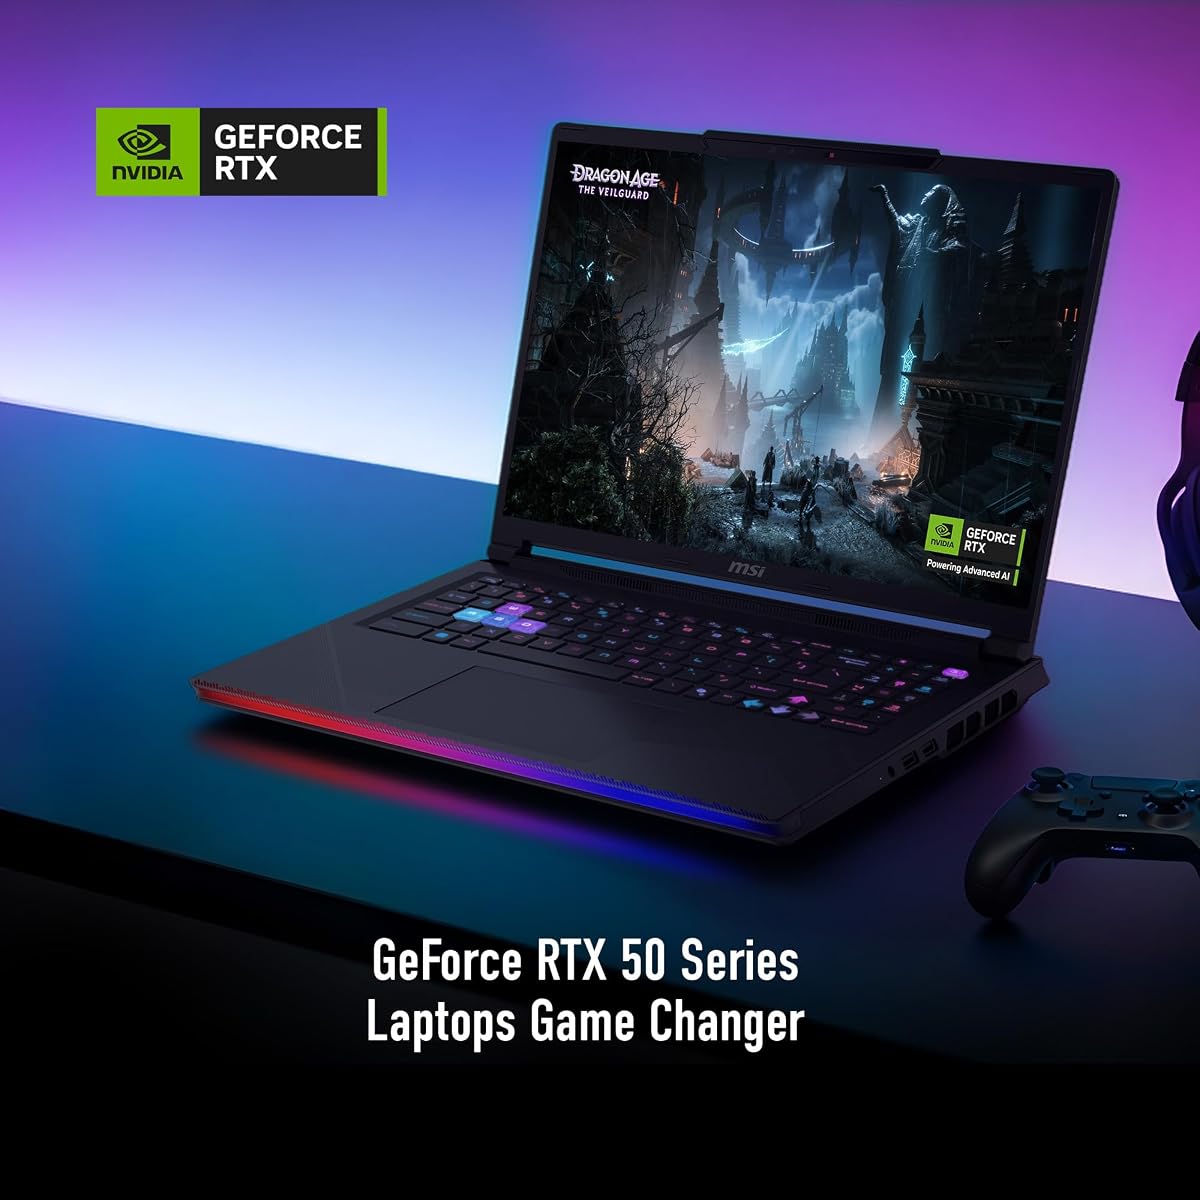 NVIDIA
GEFORCE
RTX
DRAGON AGE
THE VEILGUARD
NVIDIA
GEFORCE
RTX
Powering Advanced AI
msi
GeForce RTX 50 Series
Laptops Game Changer